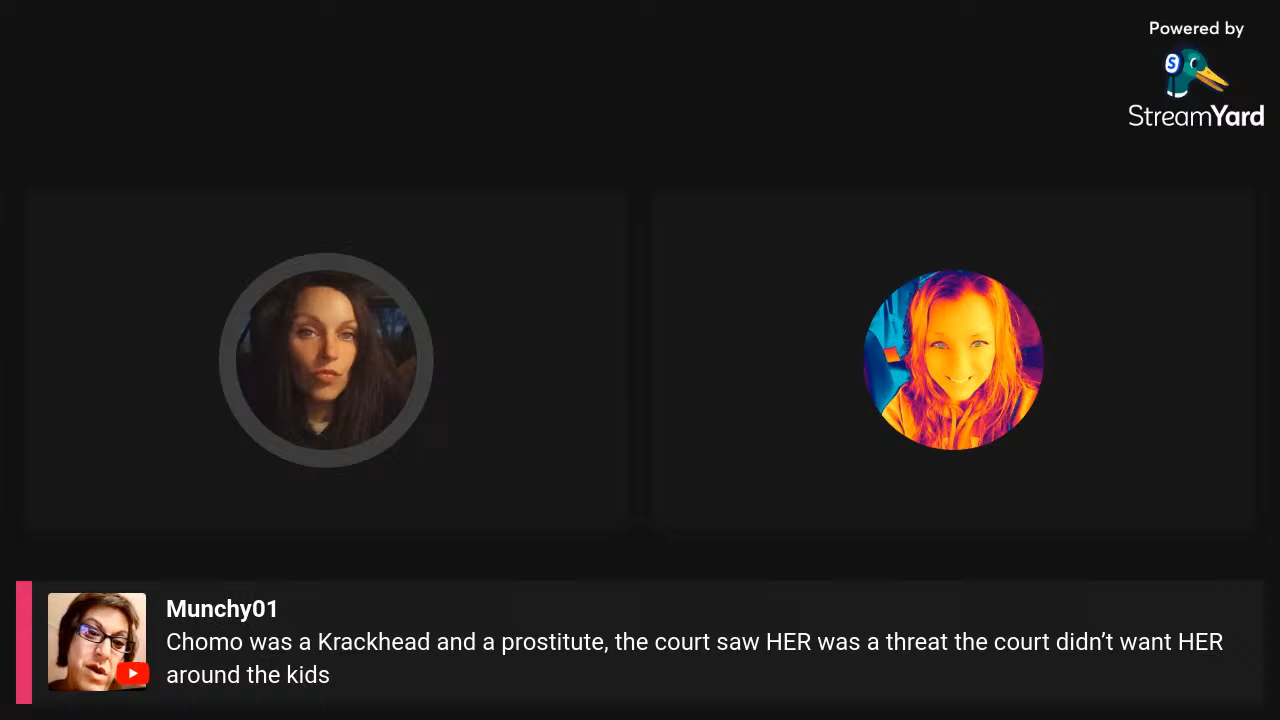 Powered by
StreamYard
Munchy01
Chomo was a Krackhead and a prostitute, the court saw HER was a threat the court didn’t want HER
around the kids